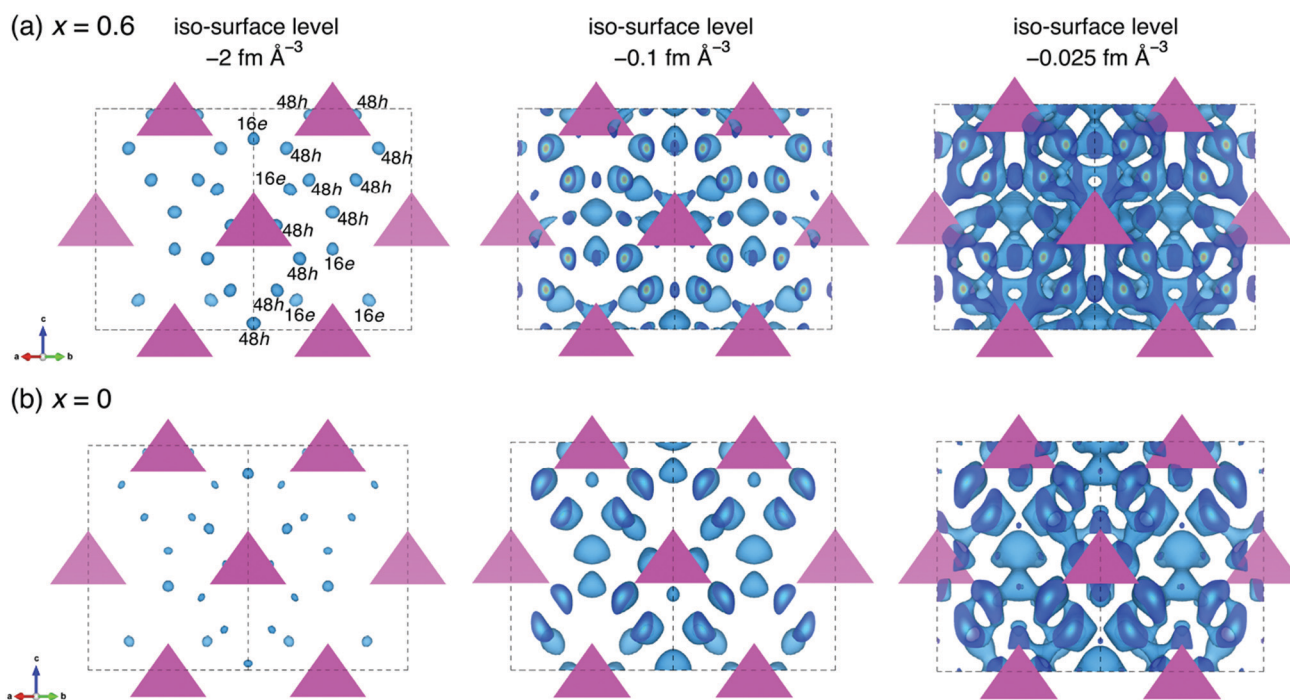 (a) x = 0.6
iso-surface level
−2 fm Å⁻³
iso-surface level
−0.1 fm Å⁻³
iso-surface level
−0.025 fm Å⁻³
48h 48h
16e
48h 48h
16e 48h 48h
48h
48h
48h 16e
48h 16e 16e
48h
c
a b
(b) x = 0
c
a b